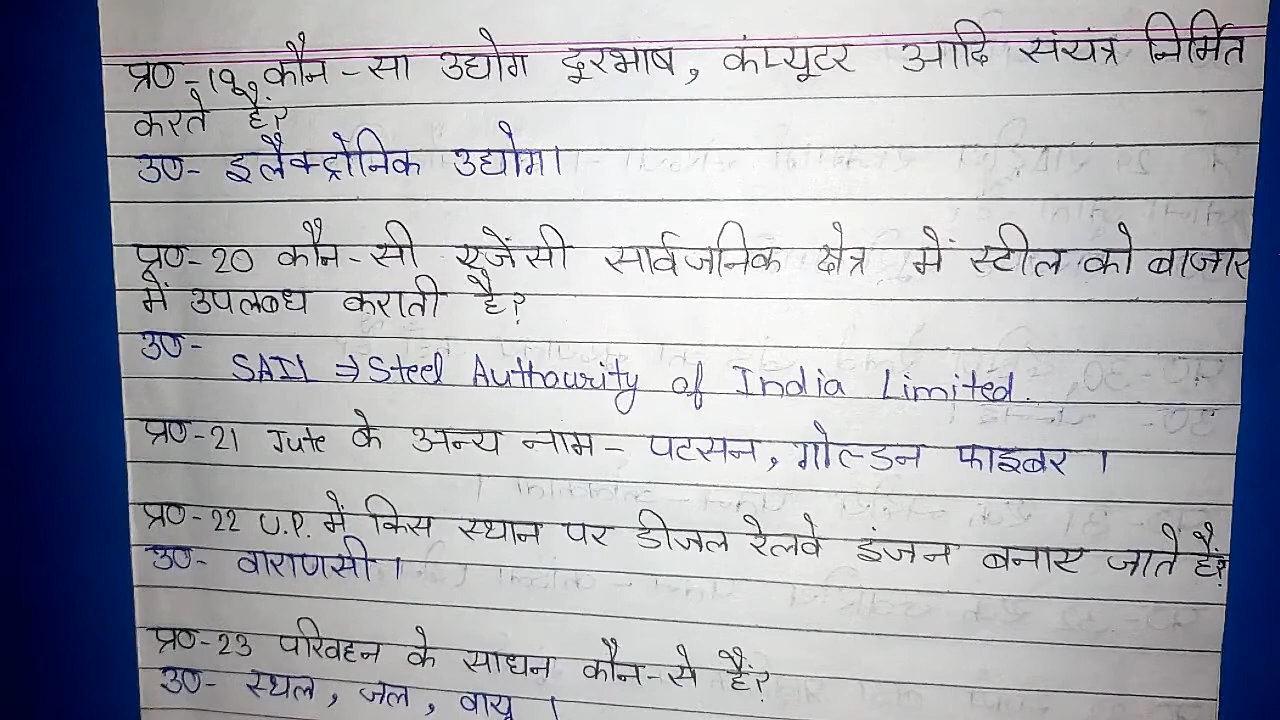 प्र०-19 कौन-सा उद्योग दूरभाष, कंप्यूटर आदि संयंत्र निर्मित
करते हैं?
उ०- इलैक्ट्रोनिक उद्योग।
प्र०-20 कौन-सी एजेंसी सार्वजनिक क्षेत्र में स्टील को बाजार
में उपलब्ध कराती है?
उ०-
SAIL ⇒ Steel Authourity of India Limited.
प्र०-21 Jute के अन्य नाम - पटसन, गोल्डन फाइबर ।
प्र०-22 U.P. में किस स्थान पर डीजल रेलवे इंजन बनाए जाते हैं?
उ०- वाराणसी ।
प्र०-23 परिवहन के साधन कौन-से हैं?
उ०- स्थल, जल, वायु ।